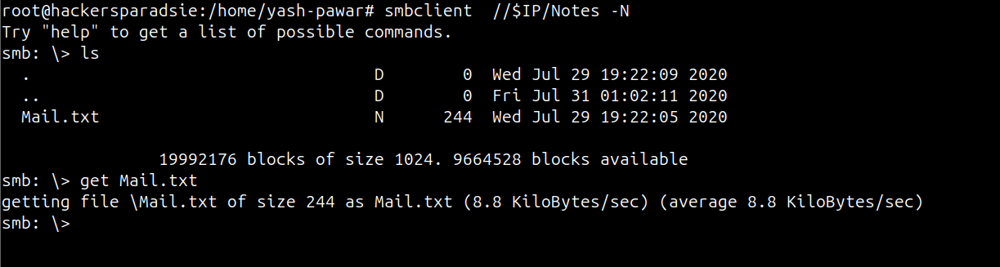 root@hackersparadsie:/home/yash-pawar# smbclient  //$IP/Notes -N
Try "help" to get a list of possible commands.
smb: \> ls
  .                                   D        0  Wed Jul 29 19:22:09 2020
  ..                                  D        0  Fri Jul 31 01:02:11 2020
  Mail.txt                            N      244  Wed Jul 29 19:22:05 2020
                19992176 blocks of size 1024. 9664528 blocks available
smb: \> get Mail.txt
getting file \Mail.txt of size 244 as Mail.txt (8.8 KiloBytes/sec) (average 8.8 KiloBytes/sec)
smb: \>